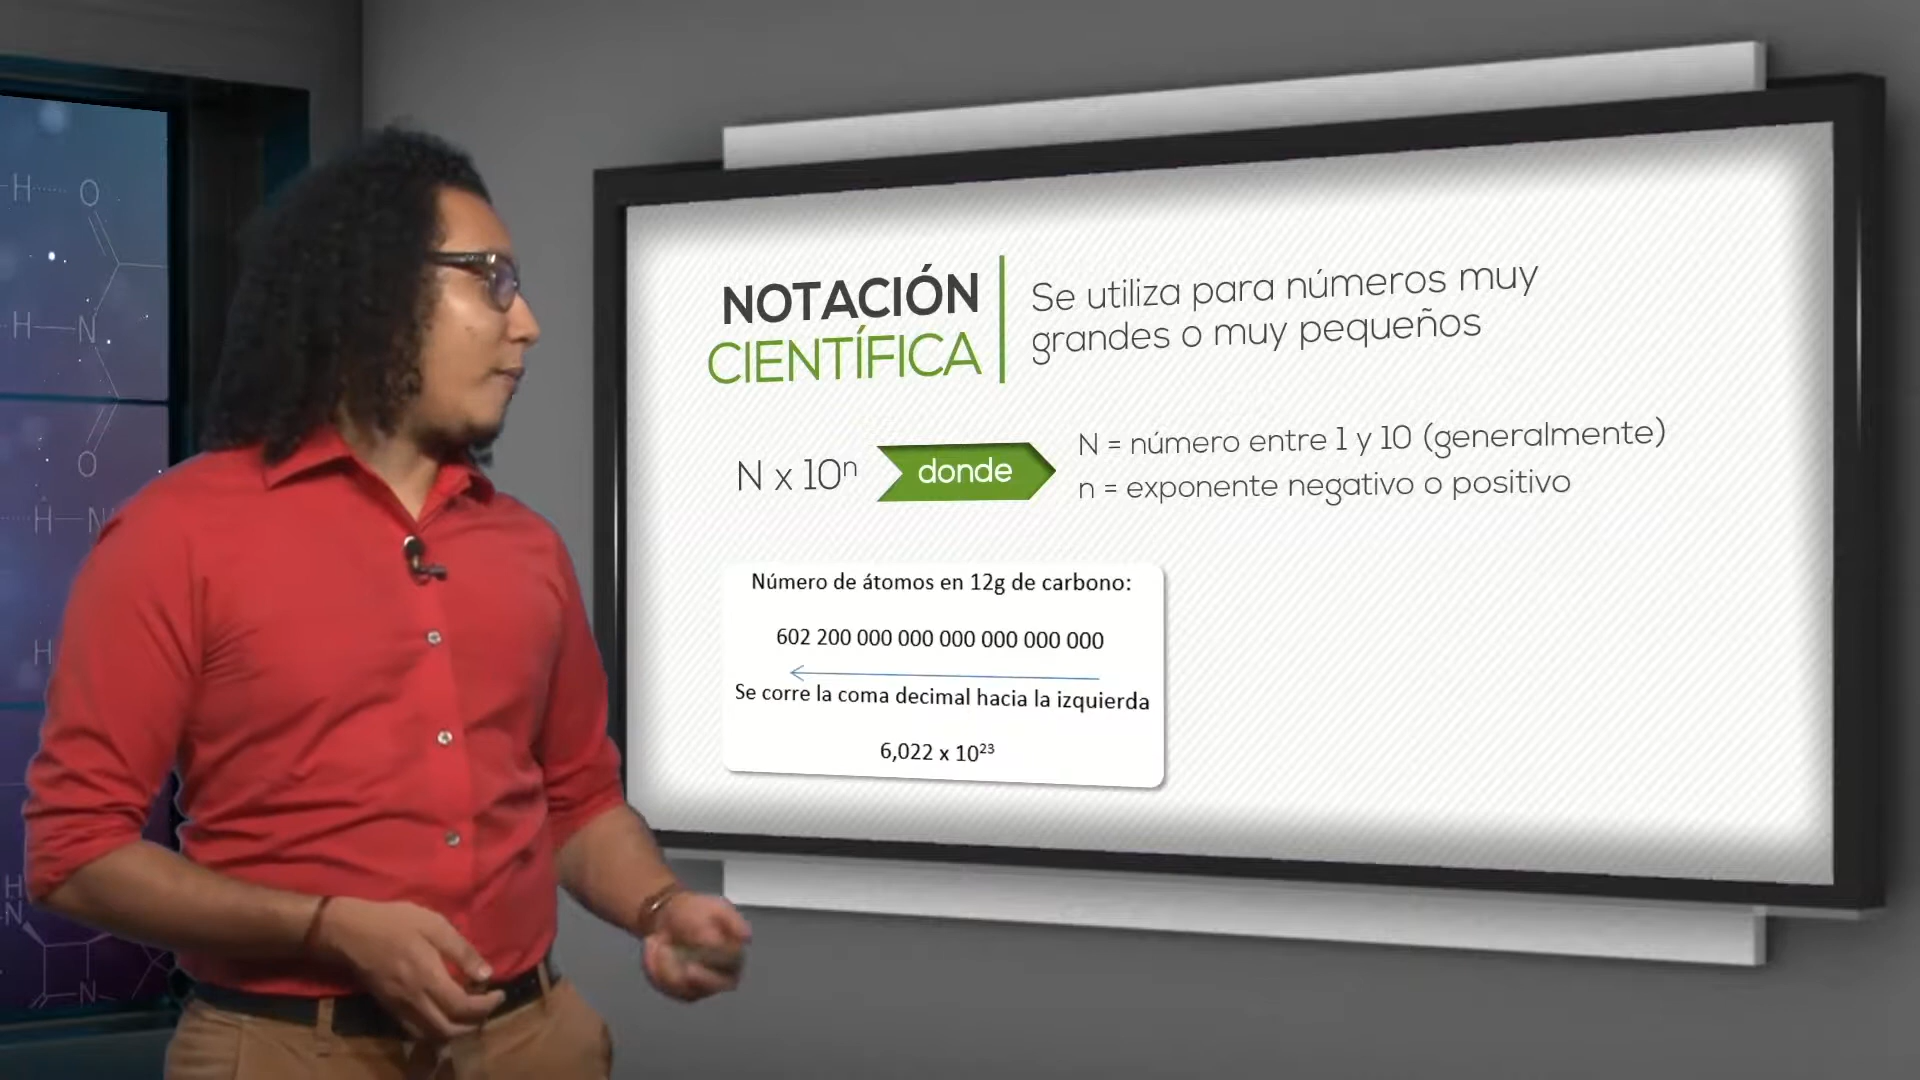 NOTACIÓN
CIENTÍFICA
Se utiliza para números muy
grandes o muy pequeños
N x 10ⁿ
donde
N = número entre 1 y 10 (generalmente)
n = exponente negativo o positivo
Número de átomos en 12g de carbono:
602 200 000 000 000 000 000 000
Se corre la coma decimal hacia la izquierda
6,022 x 10²³
H O
H N
O
H N
H
H
N
N